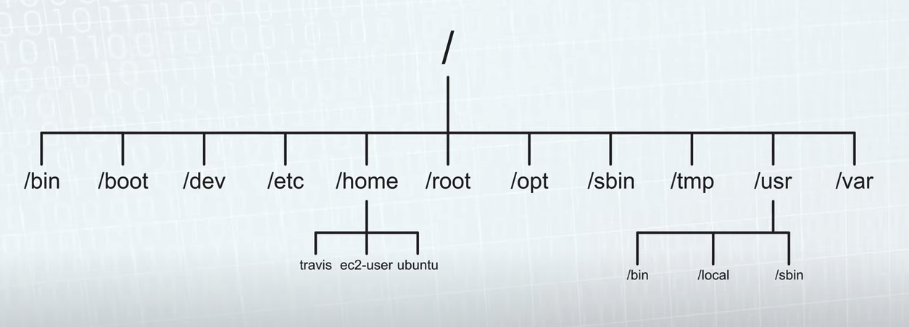 /
/bin /boot /dev /etc /home /root /opt /sbin /tmp /usr /var
travis ec2-user ubuntu
/bin /local /sbin